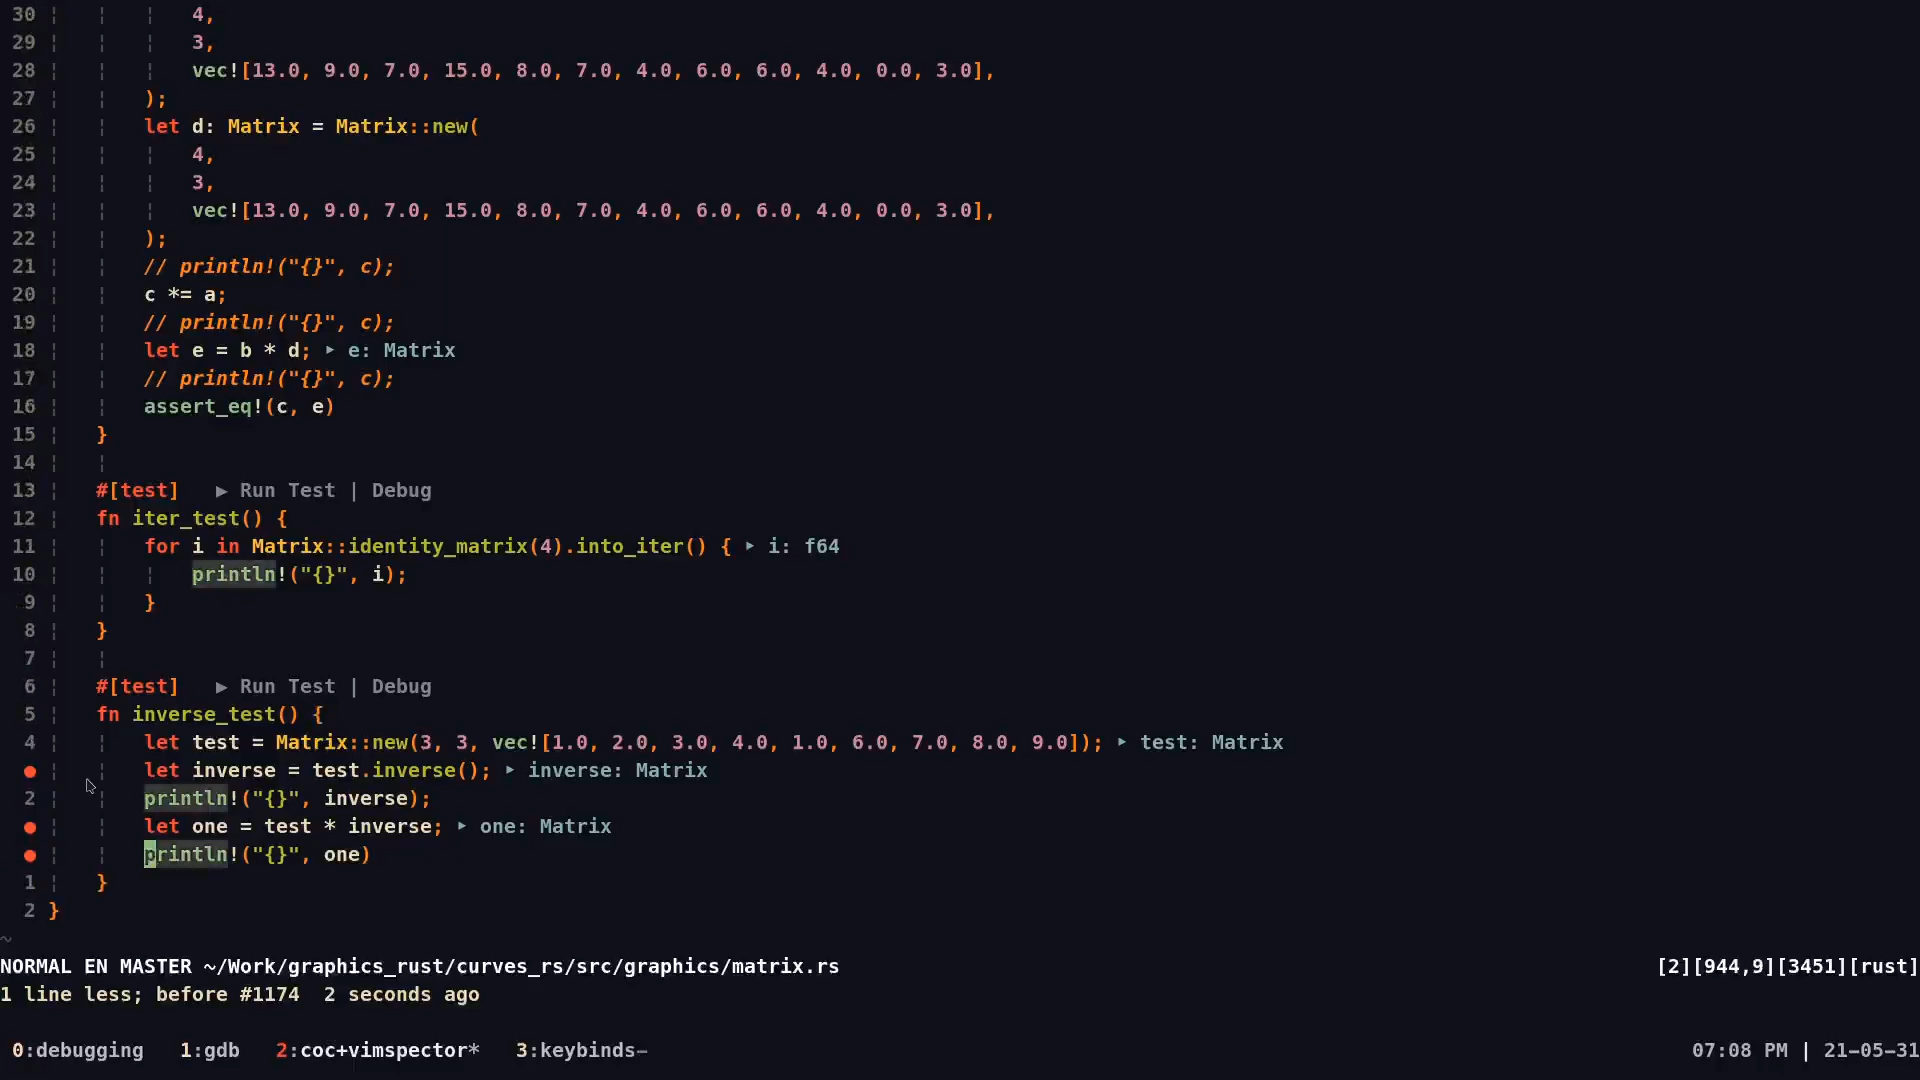 30 4,
29 3,
28 vec![13.0, 9.0, 7.0, 15.0, 8.0, 7.0, 4.0, 6.0, 6.0, 4.0, 0.0, 3.0],
27 );
26 let d: Matrix = Matrix::new(
25 4,
24 3,
23 vec![13.0, 9.0, 7.0, 15.0, 8.0, 7.0, 4.0, 6.0, 6.0, 4.0, 0.0, 3.0],
22 );
21 // println!("{}", c);
20 c *= a;
19 // println!("{}", c);
18 let e = b * d; ‣ e: Matrix
17 // println!("{}", c);
16 assert_eq!(c, e)
15 }
14
13 #[test] ▶ Run Test | Debug
12 fn iter_test() {
11 for i in Matrix::identity_matrix(4).into_iter() { ‣ i: f64
10 println!("{}", i);
9 }
8 }
7
6 #[test] ▶ Run Test | Debug
5 fn inverse_test() {
4 let test = Matrix::new(3, 3, vec![1.0, 2.0, 3.0, 4.0, 1.0, 6.0, 7.0, 8.0, 9.0]); ‣ test: Matrix
● let inverse = test.inverse(); ‣ inverse: Matrix
2 println!("{}", inverse);
● let one = test * inverse; ‣ one: Matrix
● println!("{}", one)
1 }
2 }
~
NORMAL EN MASTER ~/Work/graphics_rust/curves_rs/src/graphics/matrix.rs [2][944,9][3451][rust]
1 line less; before #1174 2 seconds ago
0:debugging 1:gdb 2:coc+vimspector* 3:keybinds- 07:08 PM | 21-05-31